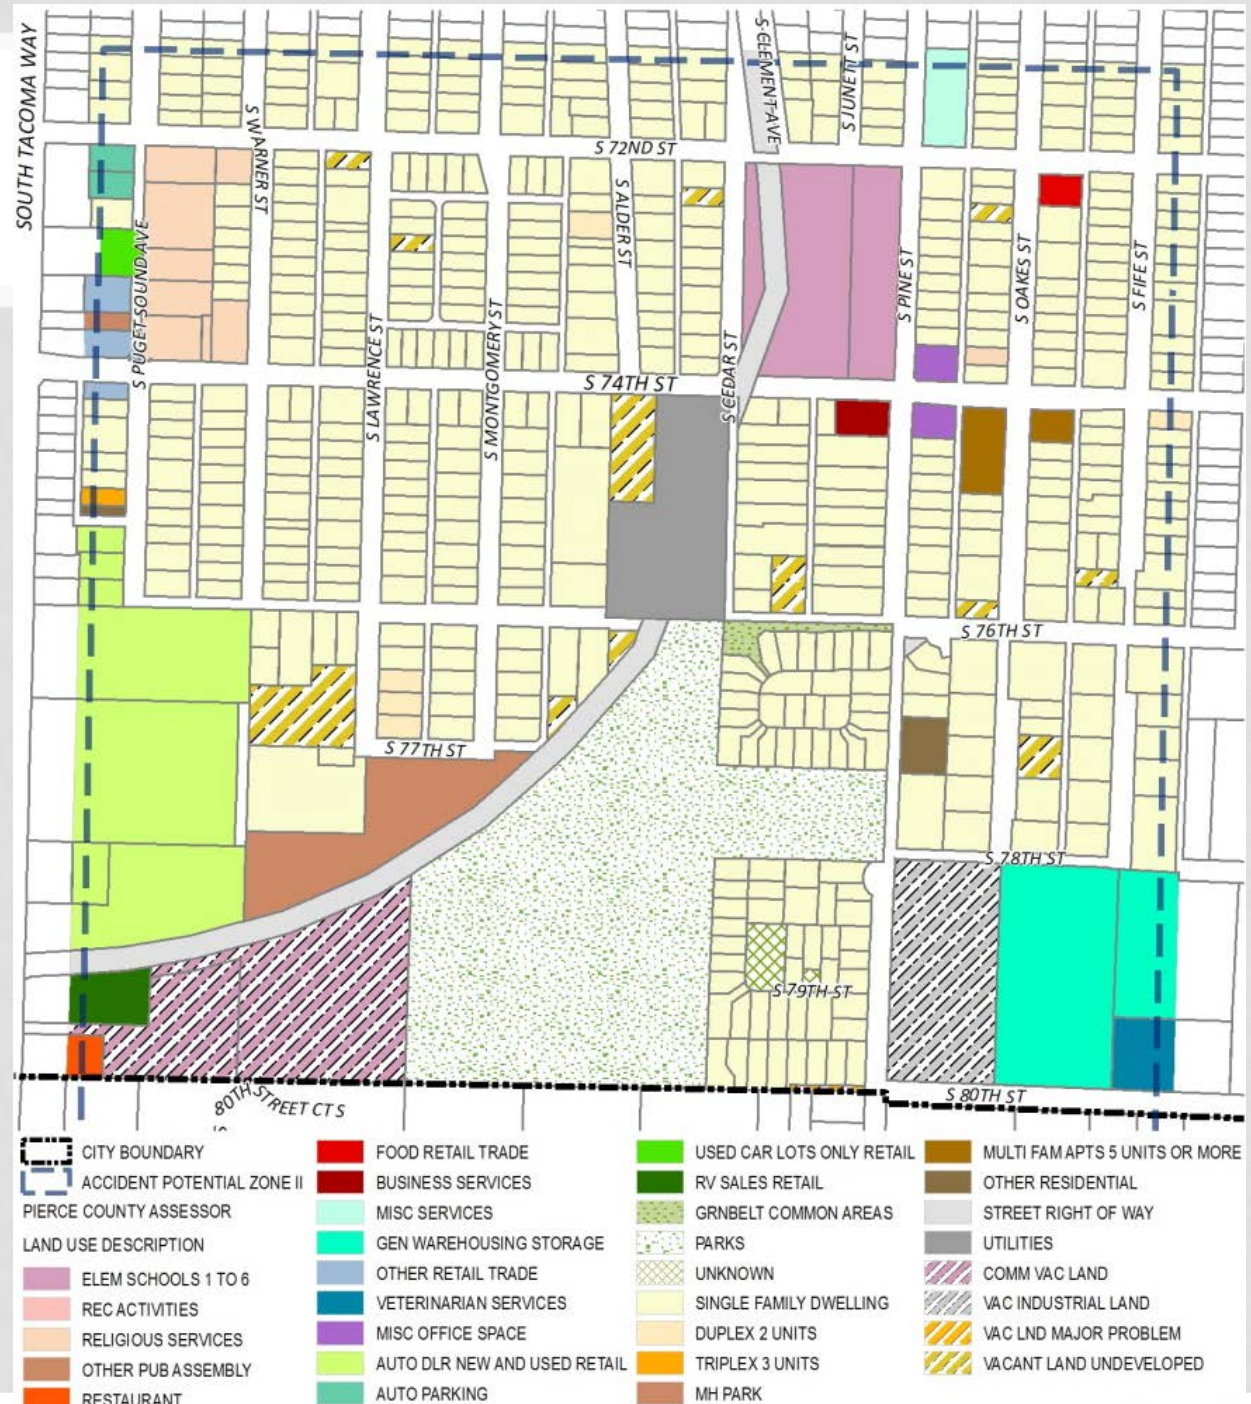 SOUTH TACOMA WAY
S CLEMENT AVE
S JUNETT ST
S WARNER ST
S 72ND ST
S PUGET SOUND AVE
S ALDER ST
S PINE ST
S OAKES ST
S FIFE ST
S LAWRENCE ST
S MONTGOMERY ST
S CEDAR ST
S 74TH ST
S 76TH ST
S 77TH ST
S 78TH ST
S 79TH ST
80TH STREET CT S
S 80TH ST
CITY BOUNDARY
ACCIDENT POTENTIAL ZONE II
PIERCE COUNTY ASSESSOR
LAND USE DESCRIPTION
ELEM SCHOOLS 1 TO 6
REC ACTIVITIES
RELIGIOUS SERVICES
OTHER PUB ASSEMBLY
RESTAURANT
FOOD RETAIL TRADE
BUSINESS SERVICES
MISC SERVICES
GEN WAREHOUSING STORAGE
OTHER RETAIL TRADE
VETERINARIAN SERVICES
MISC OFFICE SPACE
AUTO DLR NEW AND USED RETAIL
AUTO PARKING
USED CAR LOTS ONLY RETAIL
RV SALES RETAIL
GRNBELT COMMON AREAS
PARKS
UNKNOWN
SINGLE FAMILY DWELLING
DUPLEX 2 UNITS
TRIPLEX 3 UNITS
MH PARK
MULTI FAM APTS 5 UNITS OR MORE
OTHER RESIDENTIAL
STREET RIGHT OF WAY
UTILITIES
COMM VAC LAND
VAC INDUSTRIAL LAND
VAC LND MAJOR PROBLEM
VACANT LAND UNDEVELOPED